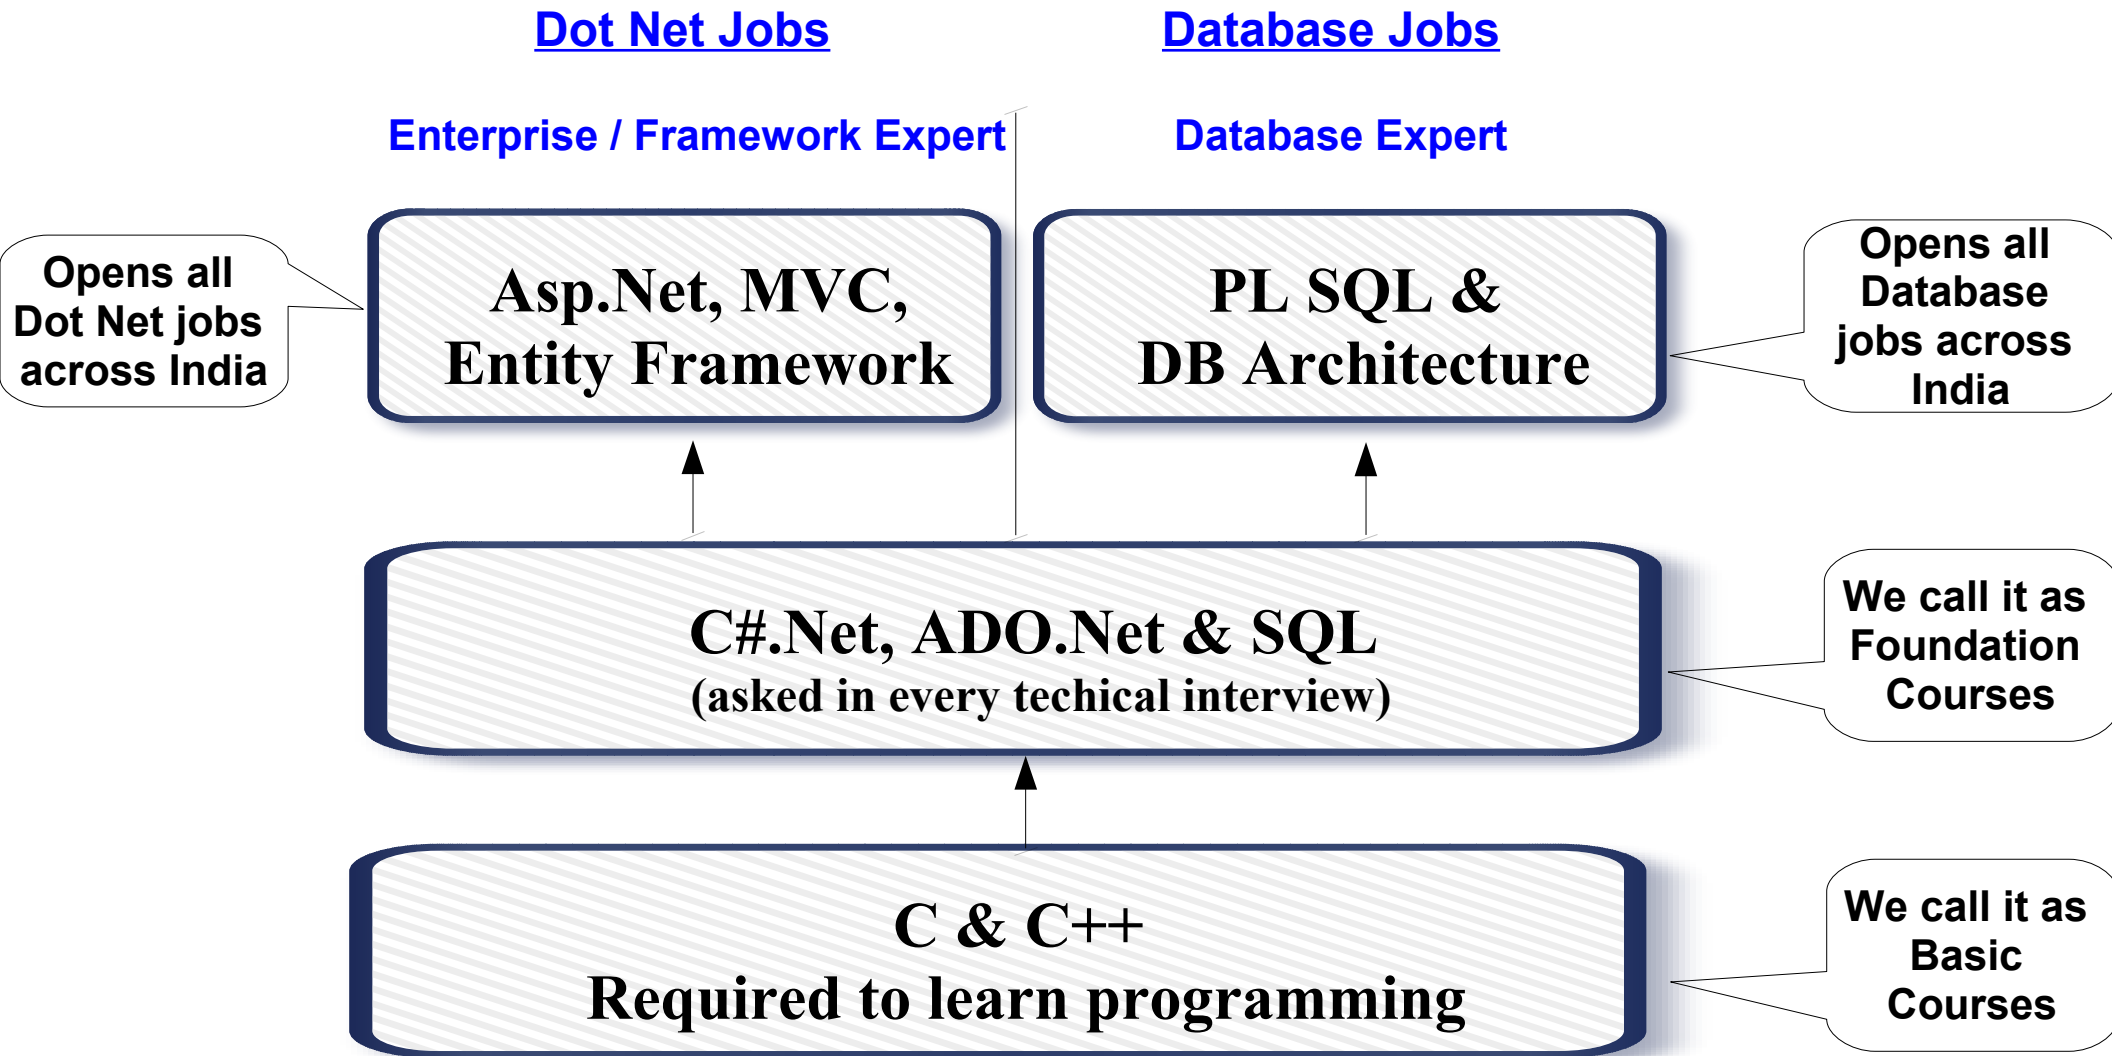 Dot Net Jobs
Database Jobs
Enterprise / Framework Expert
Database Expert
Opens all
Dot Net jobs
across India
Asp.Net, MVC,
Entity Framework
PL SQL &
DB Architecture
Opens all
Database
jobs across
India
C#.Net, ADO.Net & SQL
(asked in every techical interview)
We call it as
Foundation
Courses
C & C++
Required to learn programming
We call it as
Basic
Courses